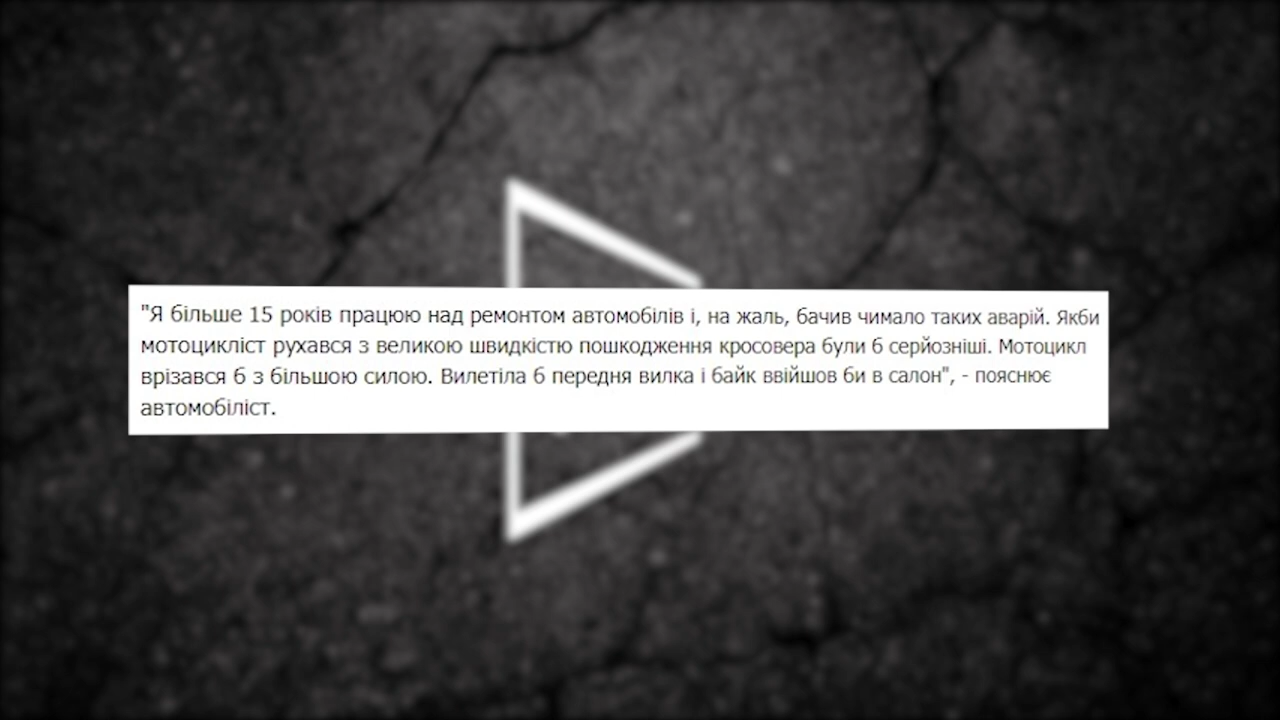 "Я більше 15 років працюю над ремонтом автомобілів і, на жаль, бачив чимало таких аварій. Якби
мотоцикліст рухався з великою швидкістю пошкодження кросовера були б серйозніші. Мотоцикл
врізався б з більшою силою. Вилетіла б передня вилка і байк ввійшов би в салон", - пояснює
автомобіліст.